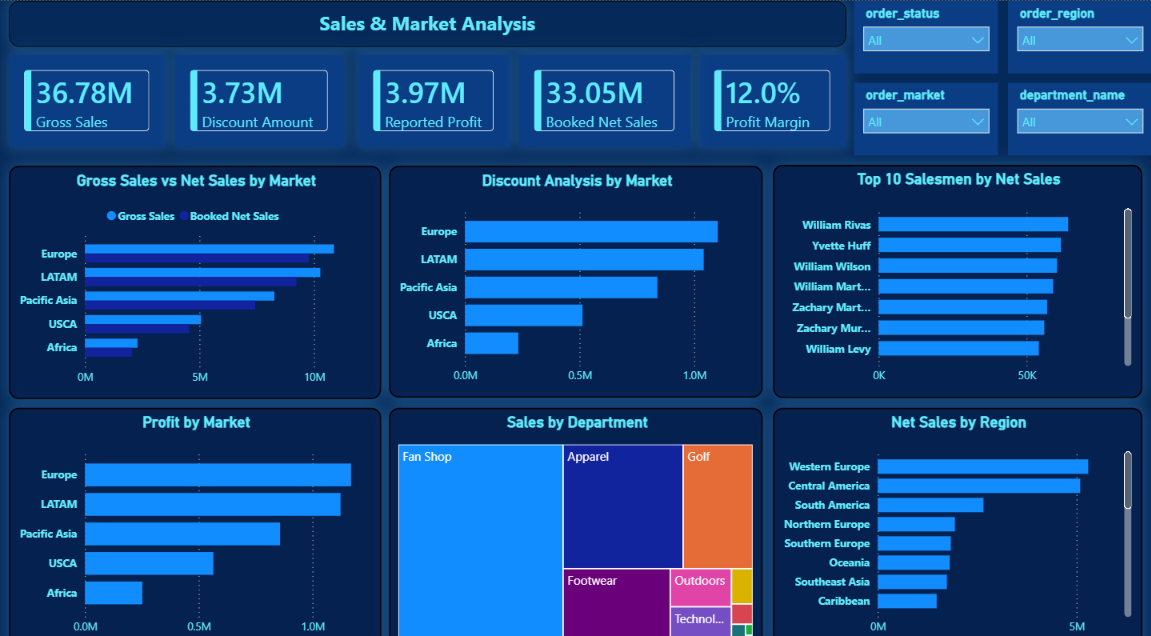 Sales & Market Analysis
order_status
All
order_region
All
order_market
All
department_name
All
36.78M
Gross Sales
3.73M
Discount Amount
3.97M
Reported Profit
33.05M
Booked Net Sales
12.0%
Profit Margin
Gross Sales vs Net Sales by Market
Gross Sales Booked Net Sales
Europe
LATAM
Pacific Asia
USCA
Africa
0M 5M 10M
Discount Analysis by Market
Europe
LATAM
Pacific Asia
USCA
Africa
0.0M 0.5M 1.0M
Top 10 Salesmen by Net Sales
William Rivas
Yvette Huff
William Wilson
William Mart...
Zachary Mart...
Zachary Mur...
William Levy
0K 50K
Profit by Market
Europe
LATAM
Pacific Asia
USCA
Africa
0.0M 0.5M 1.0M
Sales by Department
Fan Shop
Apparel
Golf
Footwear
Outdoors
Technol...
Net Sales by Region
Western Europe
Central America
South America
Northern Europe
Southern Europe
Oceania
Southeast Asia
Caribbean
0M 5M